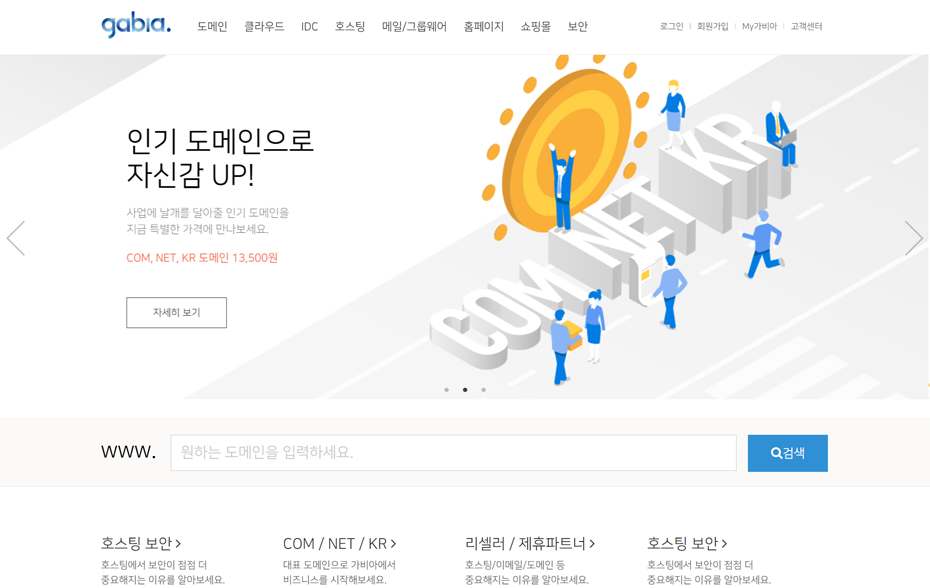 gabia.
도메인 클라우드 IDC 호스팅 메일/그룹웨어 홈페이지 쇼핑몰 보안
로그인 회원가입 My가비아 고객센터
인기 도메인으로
자신감 UP!
사업에 날개를 달아줄 인기 도메인을
지금 특별한 가격에 만나보세요.
COM, NET, KR 도메인 13,500원
자세히 보기
COM NET KR
www.
원하는 도메인을 입력하세요.
검색
호스팅 보안
호스팅에서 보안이 점점 더
중요해지는 이유를 알아보세요.
COM / NET / KR
대표 도메인으로 가비아에서
비즈니스를 시작해보세요.
리셀러 / 제휴파트너
호스팅/이메일/도메인 등
중요해지는 이유를 알아보세요.
호스팅 보안
호스팅에서 보안이 점점 더
중요해지는 이유를 알아보세요.